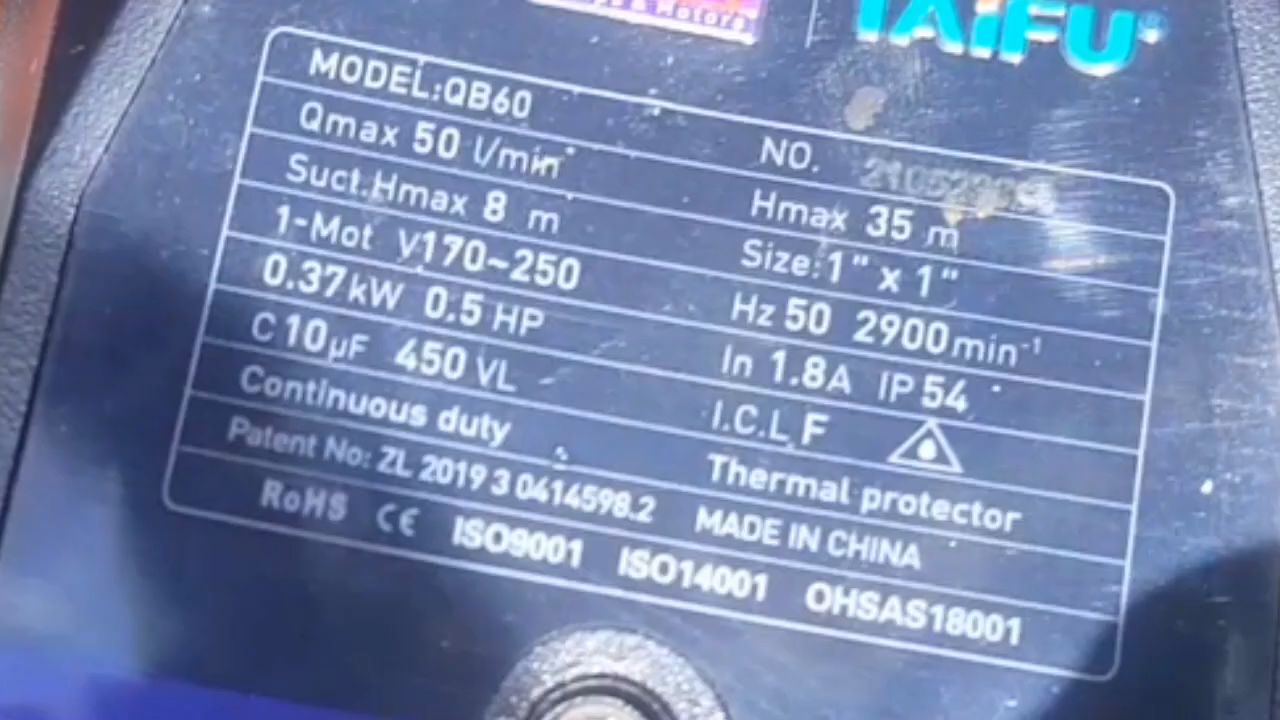 & Motors
TAiFU®
MODEL:QB60 NO.
Qmax 50 l/min Hmax 35 m
Suct.Hmax 8 m Size:1" x 1"
1-Mot V170~250 Hz 50 2900min⁻¹
0.37kW 0.5 HP In 1.8A IP 54
C 10µF 450 VL I.C.L F
Continuous duty Thermal protector
Patent No: ZL 2019 3 0414598.2 MADE IN CHINA
RoHS CE ISO9001 ISO14001 OHSAS18001